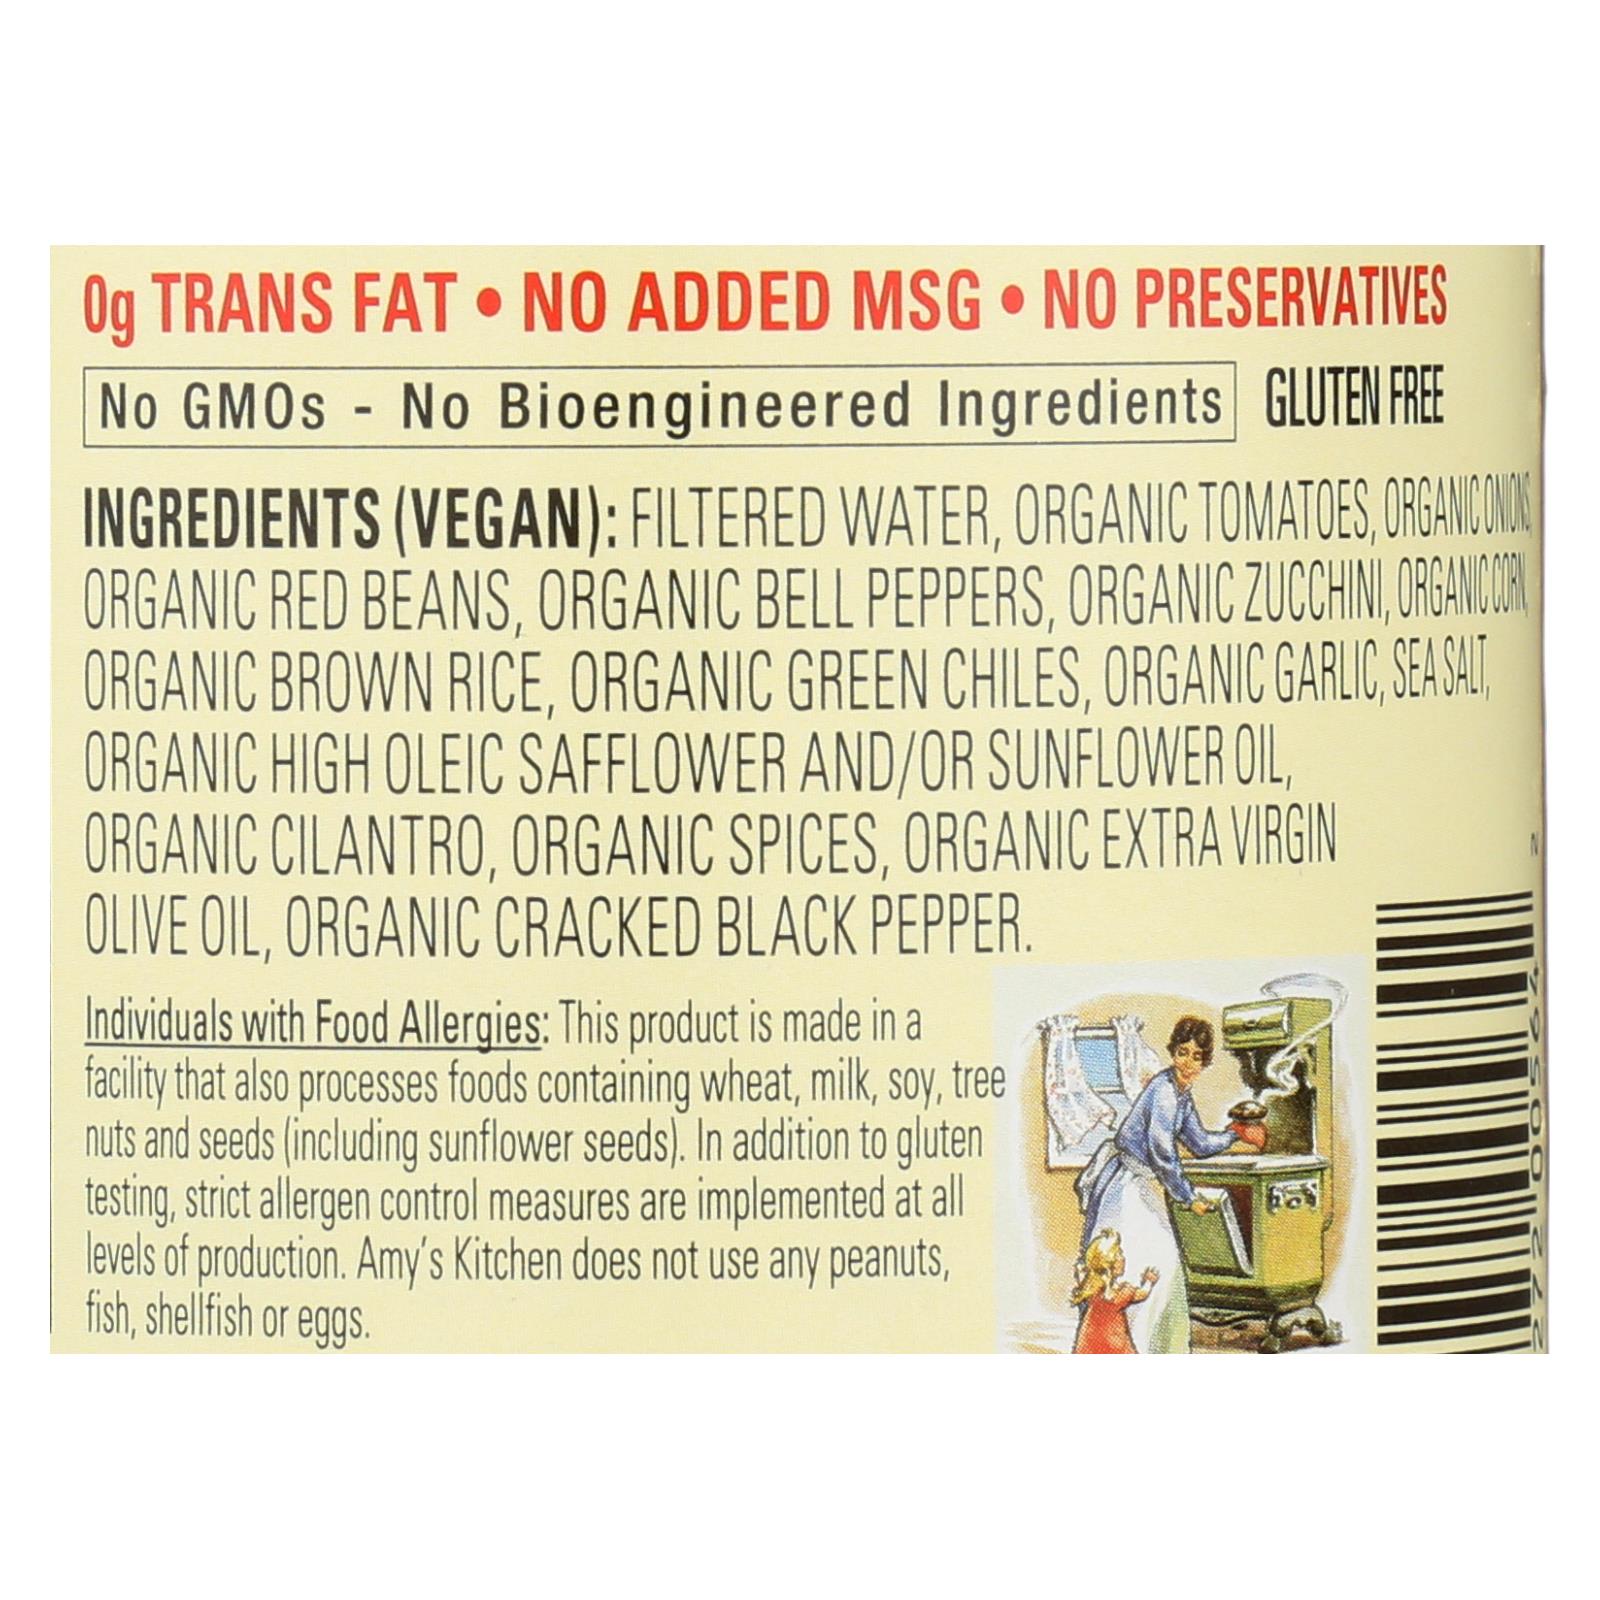 0g TRANS FAT • NO ADDED MSG • NO PRESERVATIVES
No GMOs - No Bioengineered Ingredients GLUTEN FREE
INGREDIENTS (VEGAN): FILTERED WATER, ORGANIC TOMATOES, ORGANIC ONIONS,
ORGANIC RED BEANS, ORGANIC BELL PEPPERS, ORGANIC ZUCCHINI, ORGANIC CORN,
ORGANIC BROWN RICE, ORGANIC GREEN CHILES, ORGANIC GARLIC, SEA SALT,
ORGANIC HIGH OLEIC SAFFLOWER AND/OR SUNFLOWER OIL,
ORGANIC CILANTRO, ORGANIC SPICES, ORGANIC EXTRA VIRGIN
OLIVE OIL, ORGANIC CRACKED BLACK PEPPER.
Individuals with Food Allergies: This product is made in a
facility that also processes foods containing wheat, milk, soy, tree
nuts and seeds (including sunflower seeds). In addition to gluten
testing, strict allergen control measures are implemented at all
levels of production. Amy's Kitchen does not use any peanuts,
fish, shellfish or eggs.
2
272 00564